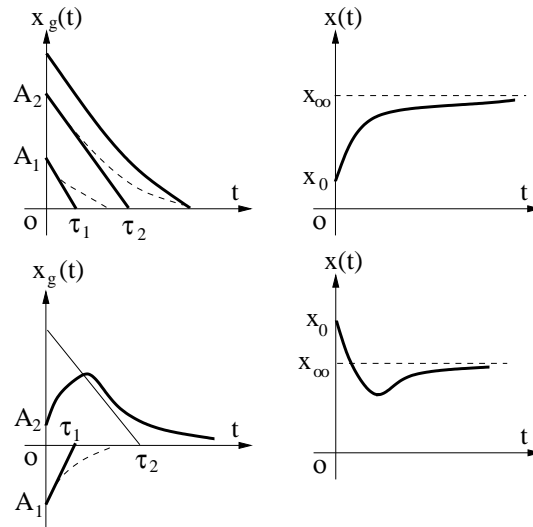 x_g(t)
A_2
A_1
o
τ_1
τ_2
t
x(t)
x_∞
x_0
o
t
x_g(t)
A_2
τ_1
o
τ_2
t
A_1
x(t)
x_0
x_∞
o
t